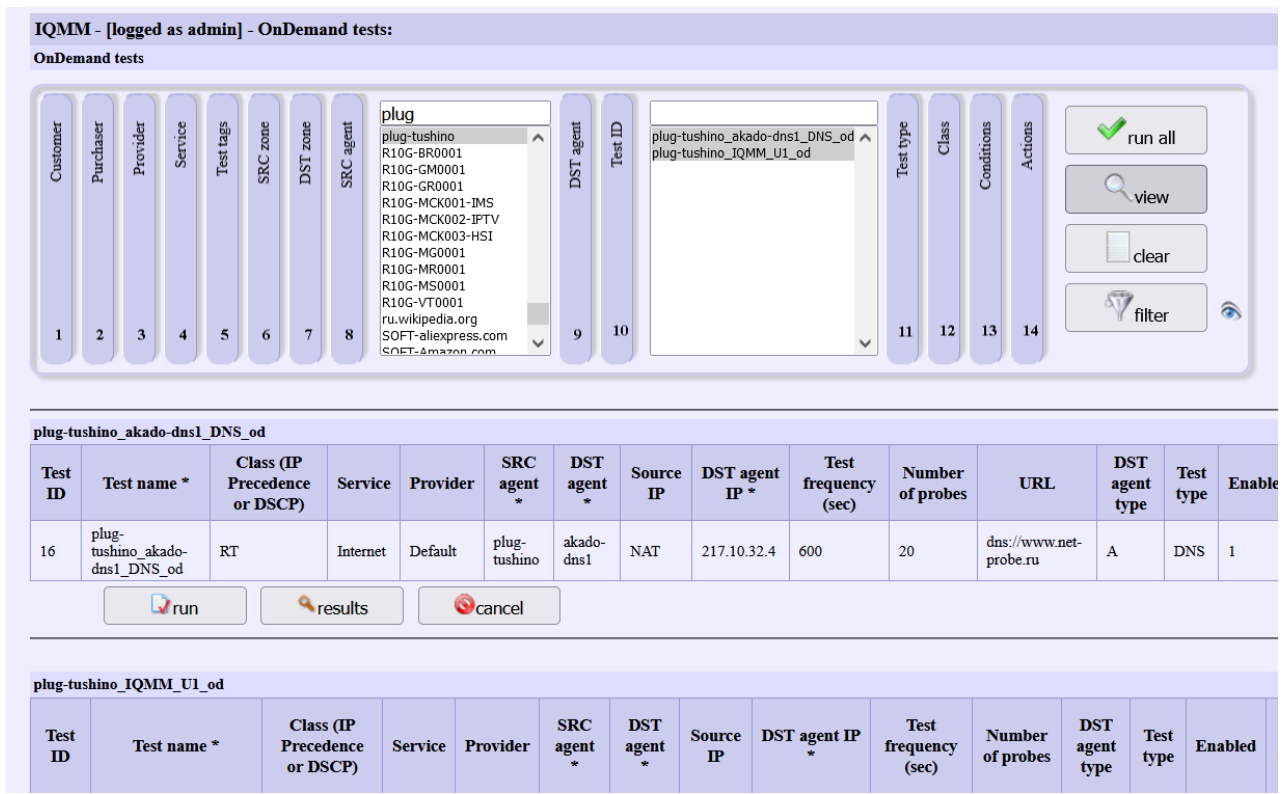 IQMM - [logged as admin] - OnDemand tests:
OnDemand tests
Customer
1
Purchaser
2
Provider
3
Service
4
Test tags
5
SRC zone
6
DST zone
7
SRC agent
8
plug
plug-tushino
R10G-BR0001
R10G-GM0001
R10G-GR0001
R10G-MCK001-IMS
R10G-MCK002-IPTV
R10G-MCK003-HSI
R10G-MG0001
R10G-MR0001
R10G-MS0001
R10G-VT0001
ru.wikipedia.org
SOFT-aliexpress.com
SOFT-Amazon.com
DST agent
9
Test ID
10
plug-tushino_akado-dns1_DNS_od
plug-tushino_IQMM_U1_od
Test type
11
Class
12
Conditions
13
Actions
14
run all
view
clear
filter
plug-tushino_akado-dns1_DNS_od
Test ID
Test name *
Class (IP Precedence or DSCP)
Service
Provider
SRC agent *
DST agent *
Source IP
DST agent IP *
Test frequency (sec)
Number of probes
URL
DST agent type
Test type
Enable
16
plug-
tushino_akado-
dns1_DNS_od
RT
Internet
Default
plug-
tushino
akado-
dns1
NAT
217.10.32.4
600
20
dns://www.net-
probe.ru
A
DNS
1
run
results
cancel
plug-tushino_IQMM_U1_od
Test ID
Test name *
Class (IP Precedence or DSCP)
Service
Provider
SRC agent *
DST agent *
Source IP
DST agent IP *
Test frequency (sec)
Number of probes
DST agent type
Test type
Enabled